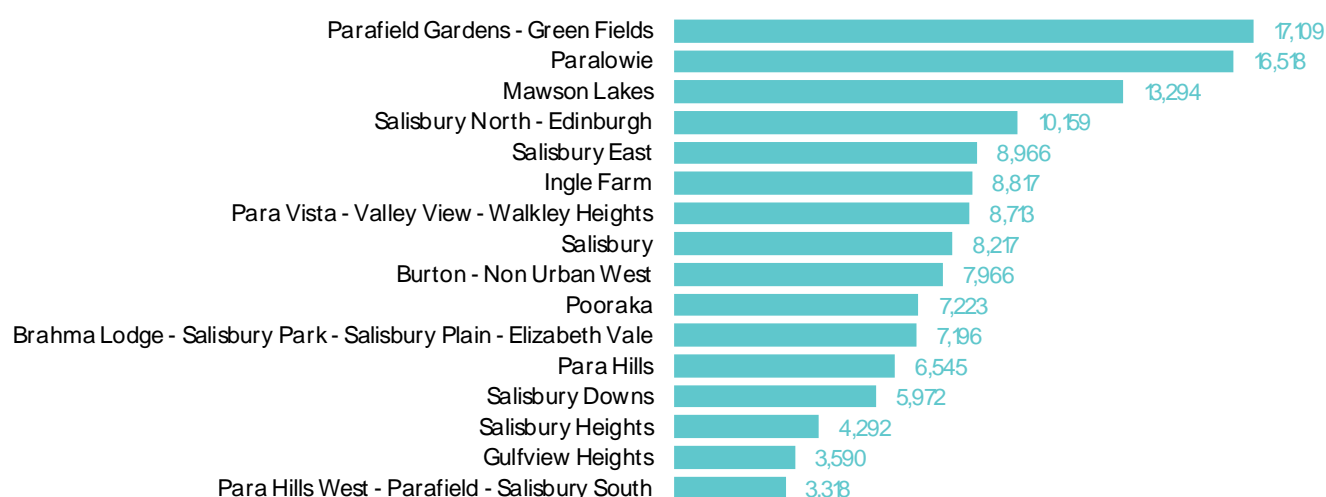 Parafield Gardens - Green Fields 17,109
Paralowie 16,518
Mawson Lakes 13,294
Salisbury North - Edinburgh 10,159
Salisbury East 8,966
Ingle Farm 8,817
Para Vista - Valley View - Walkley Heights 8,713
Salisbury 8,217
Burton - Non Urban West 7,966
Pooraka 7,223
Brahma Lodge - Salisbury Park - Salisbury Plain - Elizabeth Vale 7,196
Para Hills 6,545
Salisbury Downs 5,972
Salisbury Heights 4,292
Gulfview Heights 3,590
Para Hills West - Parafield - Salisbury South 3,318